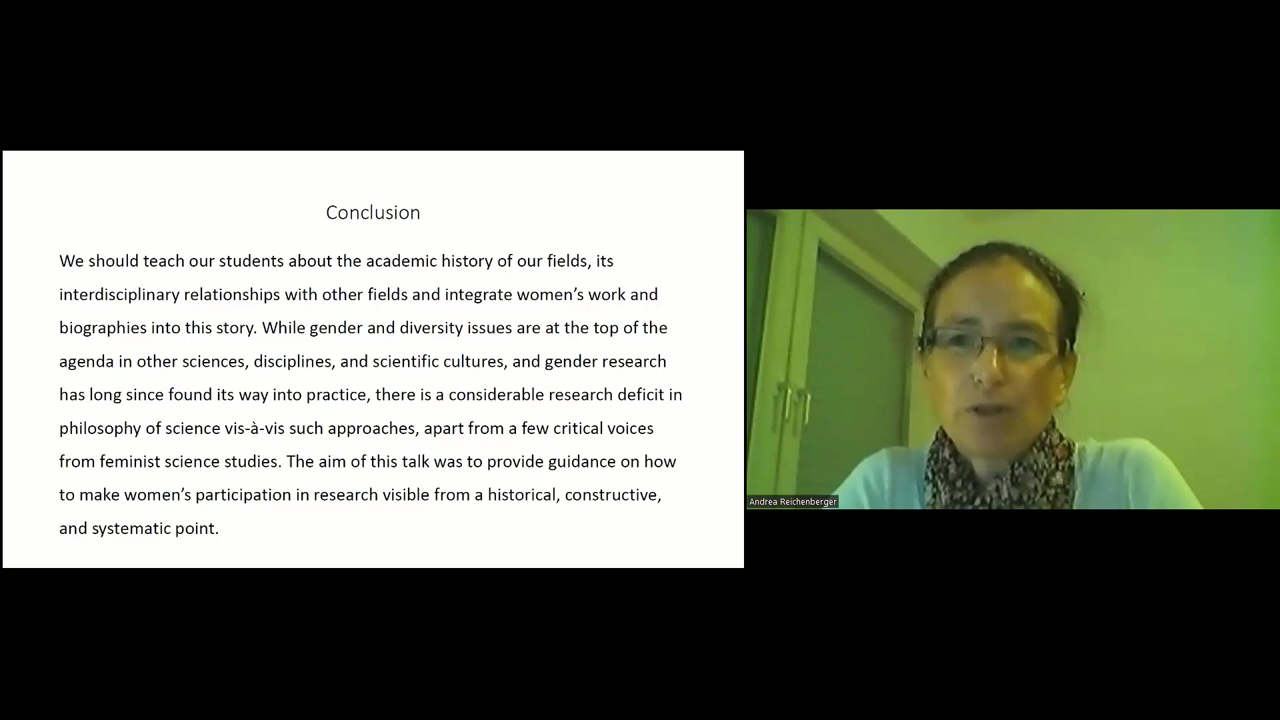 Conclusion
We should teach our students about the academic history of our fields, its
interdisciplinary relationships with other fields and integrate women’s work and
biographies into this story. While gender and diversity issues are at the top of the
agenda in other sciences, disciplines, and scientific cultures, and gender research
has long since found its way into practice, there is a considerable research deficit in
philosophy of science vis-à-vis such approaches, apart from a few critical voices
from feminist science studies. The aim of this talk was to provide guidance on how
to make women’s participation in research visible from a historical, constructive,
and systematic point.
Andrea Reichenberger